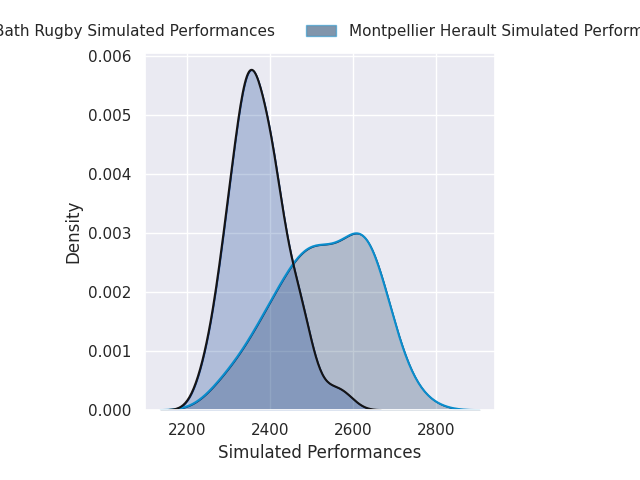 Bath Rugby Simulated Performances
Montpellier Herault Simulated Perform
0.006
0.005
0.004
0.003
0.002
0.001
0.000
Density
2200 2400 2600 2800
Simulated Performances